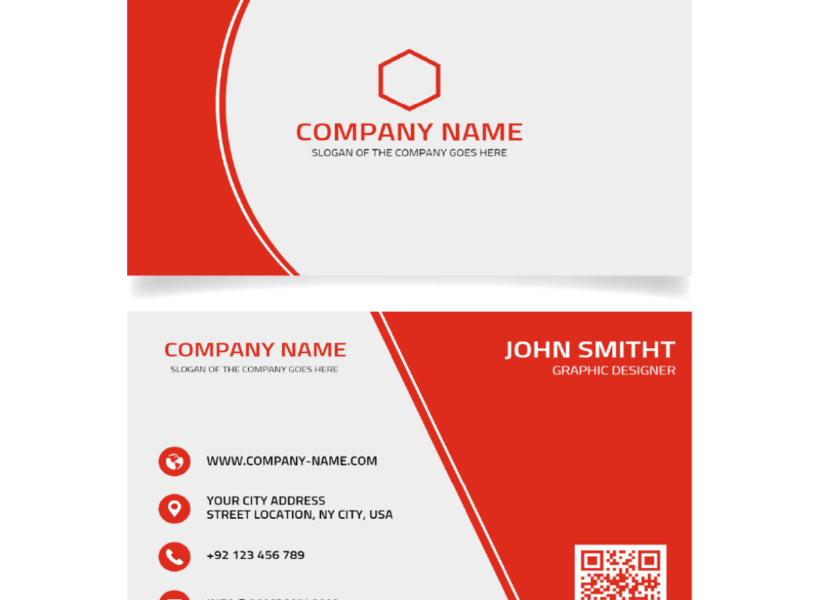 COMPANY NAME
SLOGAN OF THE COMPANY GOES HERE
COMPANY NAME
SLOGAN OF THE COMPANY GOES HERE
JOHN SMITHT
GRAPHIC DESIGNER
WWW.COMPANY-NAME.COM
YOUR CITY ADDRESS
STREET LOCATION, NY CITY, USA
+92 123 456 789